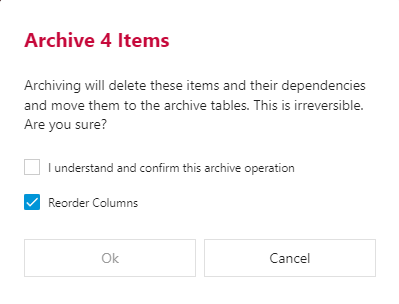 Archive 4 Items
Archiving will delete these items and their dependencies
and move them to the archive tables. This is irreversible.
Are you sure?
I understand and confirm this archive operation
Reorder Columns
Ok
Cancel